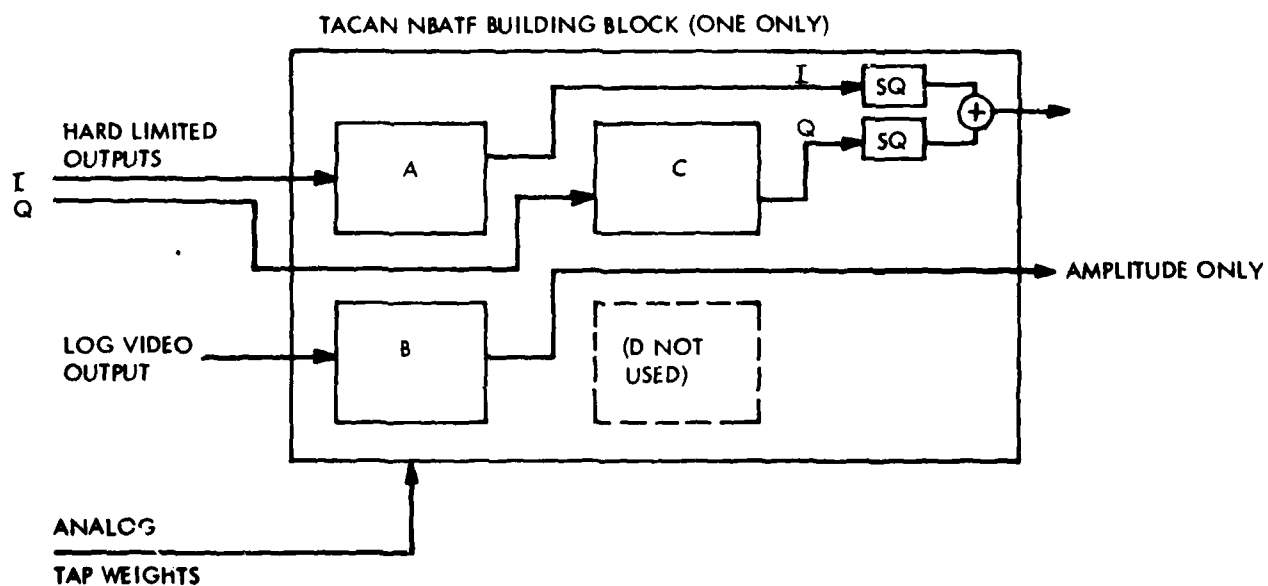 TACAN NBATF BUILDING BLOCK (ONE ONLY)
I
SQ
HARD LIMITED
OUTPUTS
+
Q
SQ
A
C
I
Q
AMPLITUDE ONLY
LOG VIDEO
OUTPUT
B
(D NOT
USED)
ANALOG
TAP WEIGHTS